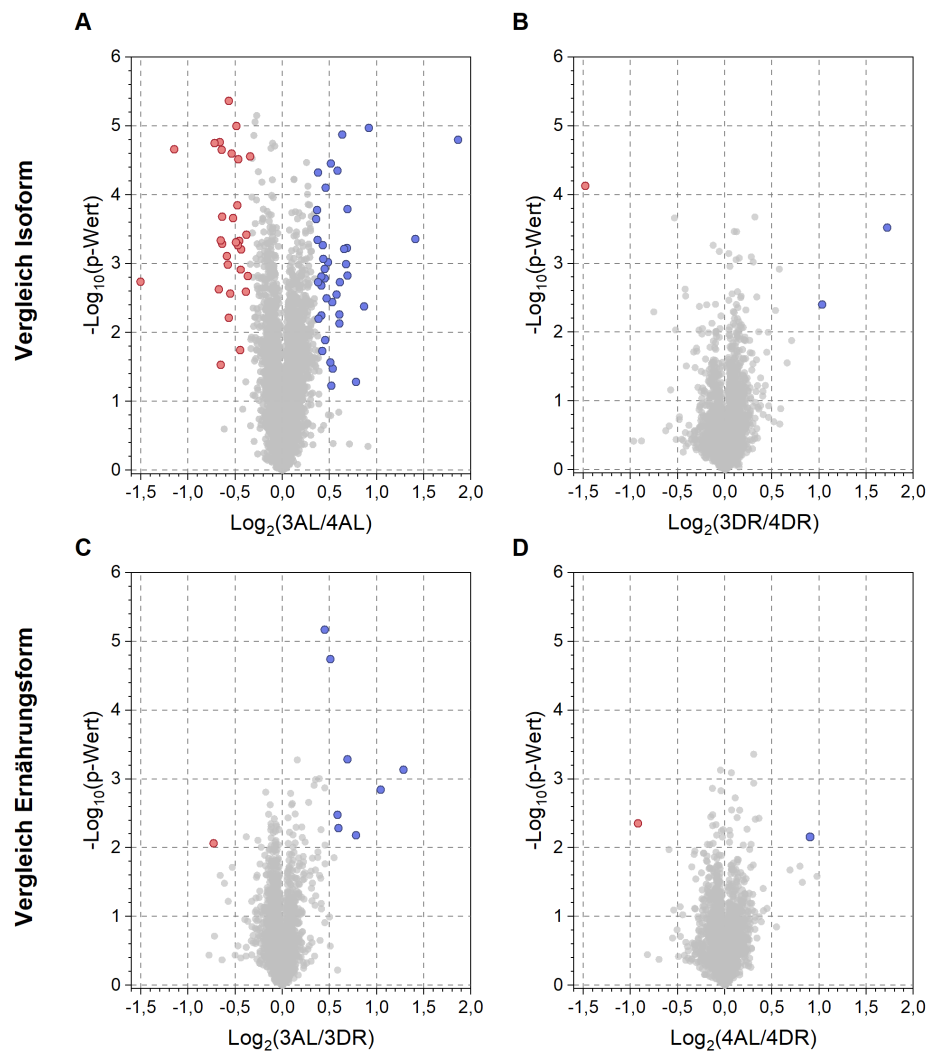 A
B
Vergleich Isoform
6
5
4
3
2
1
0
-Log10(p-Wert)
-1,5 -1,0 -0,5 0,0 0,5 1,0 1,5 2,0
Log2(3AL/4AL)
6
5
4
3
2
1
0
-Log10(p-Wert)
-1,5 -1,0 -0,5 0,0 0,5 1,0 1,5 2,0
Log2(3DR/4DR)
C
D
Vergleich Ernährungsform
6
5
4
3
2
1
0
-Log10(p-Wert)
-1,5 -1,0 -0,5 0,0 0,5 1,0 1,5 2,0
Log2(3AL/3DR)
6
5
4
3
2
1
0
-Log10(p-Wert)
-1,5 -1,0 -0,5 0,0 0,5 1,0 1,5 2,0
Log2(4AL/4DR)